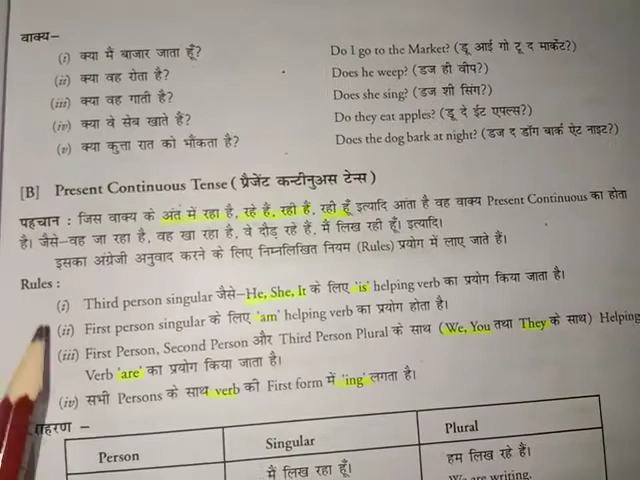 वाक्य–
(i) क्या मैं बाजार जाता हूँ? Do I go to the Market? (डू आई गो टू द मार्केट?)
(ii) क्या वह रोता है? Does he weep? (डज ही वीप?)
(iii) क्या वह गाती है? Does she sing? (डज शी सिंग?)
(iv) क्या वे सेब खाते है? Do they eat apples? (डू दे ईट एपल्स?)
(v) क्या कुत्ता रात को भौंकता है? Does the dog bark at night? (डज द डॉग बार्क ऐट नाइट?)
[B] Present Continuous Tense ( प्रैजेंट कन्टीनुअस टेन्स )
पहचान : जिस वाक्य के अंत में रहा है, रहे हैं, रही हैं, रही हूँ इत्यादि आता है वह वाक्य Present Continuous का होता
है। जैसे–वह जा रहा है, वह खा रहा है, वे दौड़ रहे हैं, मैं लिख रही हूँ। इत्यादि।
इसका अंग्रेजी अनुवाद करने के लिए निम्नलिखित नियम (Rules) प्रयोग में लाए जाते हैं।
Rules :
(i) Third person singular जैसे–He, She, It के लिए 'is' helping verb का प्रयोग किया जाता है।
(ii) First person singular के लिए 'am' helping verb का प्रयोग होता है।
(iii) First Person, Second Person और Third Person Plural के साथ (We, You तथा They के साथ) Helping
Verb 'are' का प्रयोग किया जाता है।
(iv) सभी Persons के साथ verb की First form में 'ing' लगता है।
ाहरण –
Person Singular Plural
मैं लिख रहा हूँ। हम लिख रहे हैं।
We are writing.